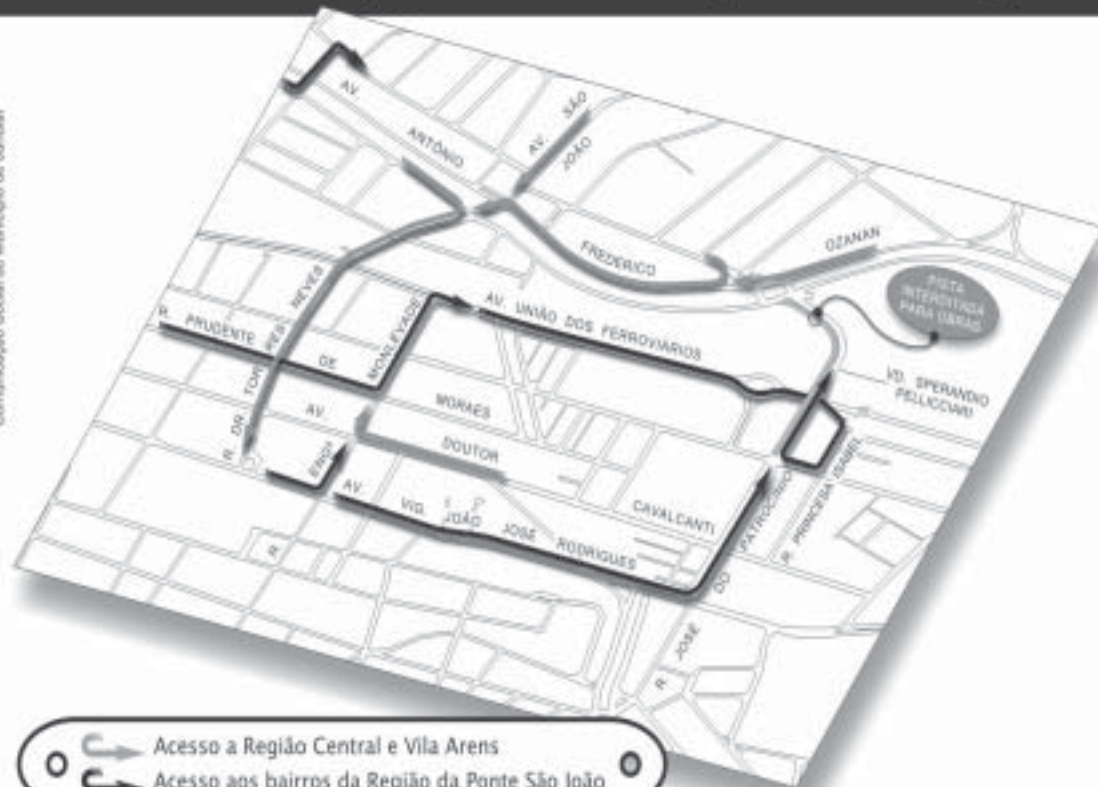 AV. ANTÔNIO FREDERICO OZANAN
AV. SÃO JOÃO
PISTA
INTERDITADA
PARA OBRAS
VD. SPERANDIO
PELLICCIARI
R. DR TORRES NEVES
R. PRUDENTE DE MORAES
ENGº MONLEVADE
AV. UNIÃO DOS FERROVIÁRIOS
AV. DOUTOR CAVALCANTI
AV. VIG. JOÃO JOSÉ RODRIGUES
R. JOSÉ DO PATROCÍNIO
R. PRINCESA ISABEL
R
Acesso a Região Central e Vila Arens
Acesso aos bairros da Região da Ponte São João